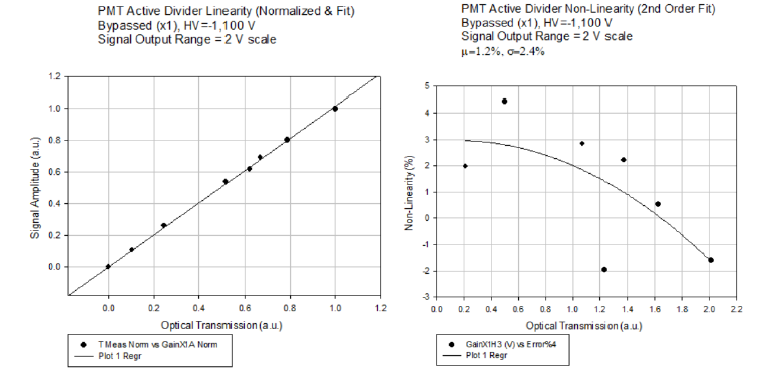 PMT Active Divider Linearity (Normalized & Fit)
Bypassed (x1), HV=-1,100 V
Signal Output Range = 2 V scale
Signal Amplitude (a.u.)
1.2
1.0
0.8
0.6
0.4
0.2
0.0
0.0 0.2 0.4 0.6 0.8 1.0 1.2
Optical Transmission (a.u.)
T Meas Norm vs GainX1A Norm
Plot 1 Regr
PMT Active Divider Non-Linearity (2nd Order Fit)
Bypassed (x1), HV=-1,100 V
Signal Output Range = 2 V scale
μ=1.2%, σ=2.4%
Non-Linearity (%)
5
4
3
2
1
0
-1
-2
-3
0.0 0.2 0.4 0.6 0.8 1.0 1.2 1.4 1.6 1.8 2.0 2.2
Optical Transmission (a.u.)
GainX1H3 (V) vs Error%4
Plot 1 Regr